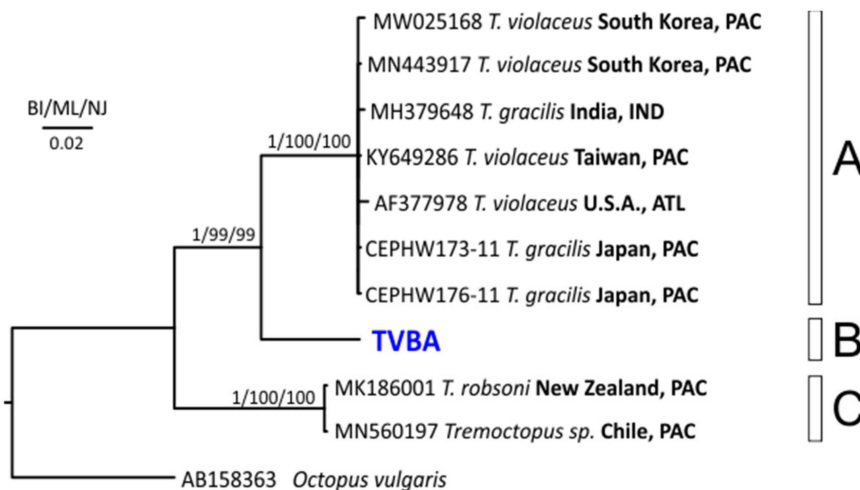 MW025168 T. violaceus South Korea, PAC
MN443917 T. violaceus South Korea, PAC
BI/ML/NJ
0.02
MH379648 T. gracilis India, IND
1/100/100
KY649286 T. violaceus Taiwan, PAC
A
AF377978 T. violaceus U.S.A., ATL
1/99/99
CEPHW173-11 T. gracilis Japan, PAC
CEPHW176-11 T. gracilis Japan, PAC
TVBA
B
MK186001 T. robsoni New Zealand, PAC
1/100/100
C
MN560197 Tremoctopus sp. Chile, PAC
AB158363 Octopus vulgaris